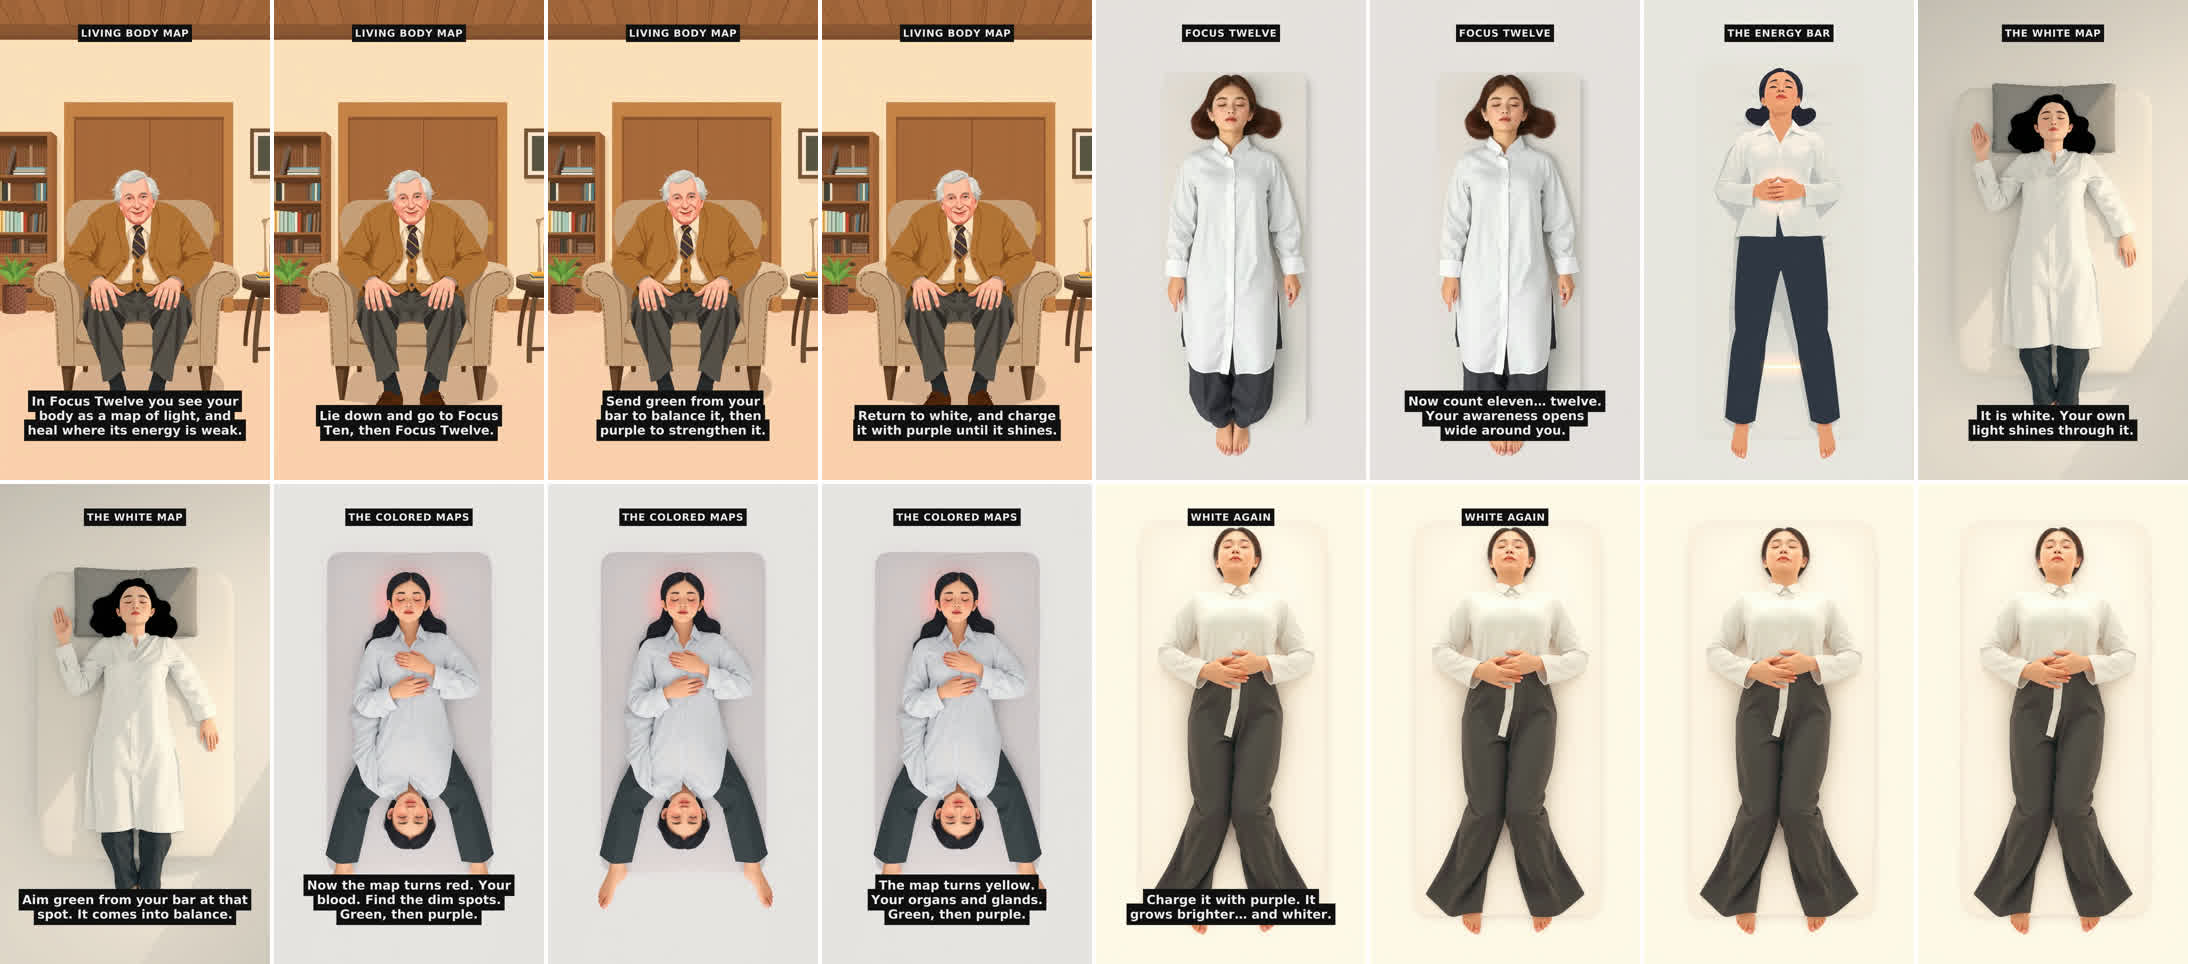 LIVING BODY MAP
In Focus Twelve you see your
body as a map of light, and
heal where its energy is weak.
LIVING BODY MAP
Lie down and go to Focus
Ten, then Focus Twelve.
LIVING BODY MAP
Send green from your
bar to balance it, then
purple to strengthen it.
LIVING BODY MAP
Return to white, and charge
it with purple until it shines.
FOCUS TWELVE
FOCUS TWELVE
Now count eleven... twelve.
Your awareness opens
wide around you.
THE ENERGY BAR
THE WHITE MAP
It is white. Your own
light shines through it.
THE WHITE MAP
Aim green from your bar at that
spot. It comes into balance.
THE COLORED MAPS
Now the map turns red. Your
blood. Find the dim spots.
Green, then purple.
THE COLORED MAPS
THE COLORED MAPS
The map turns yellow.
Your organs and glands.
Green, then purple.
WHITE AGAIN
Charge it with purple. It
grows brighter... and whiter.
WHITE AGAIN